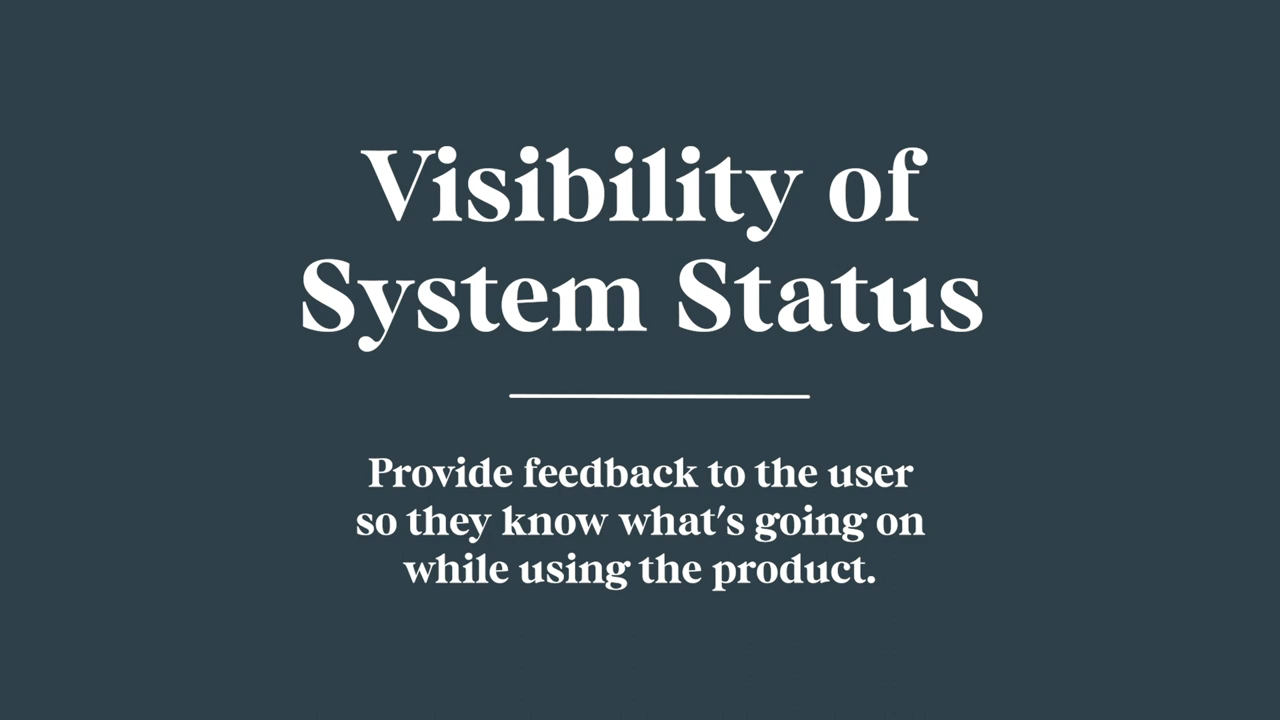 Visibility of
System Status
Provide feedback to the user
so they know what's going on
while using the product.